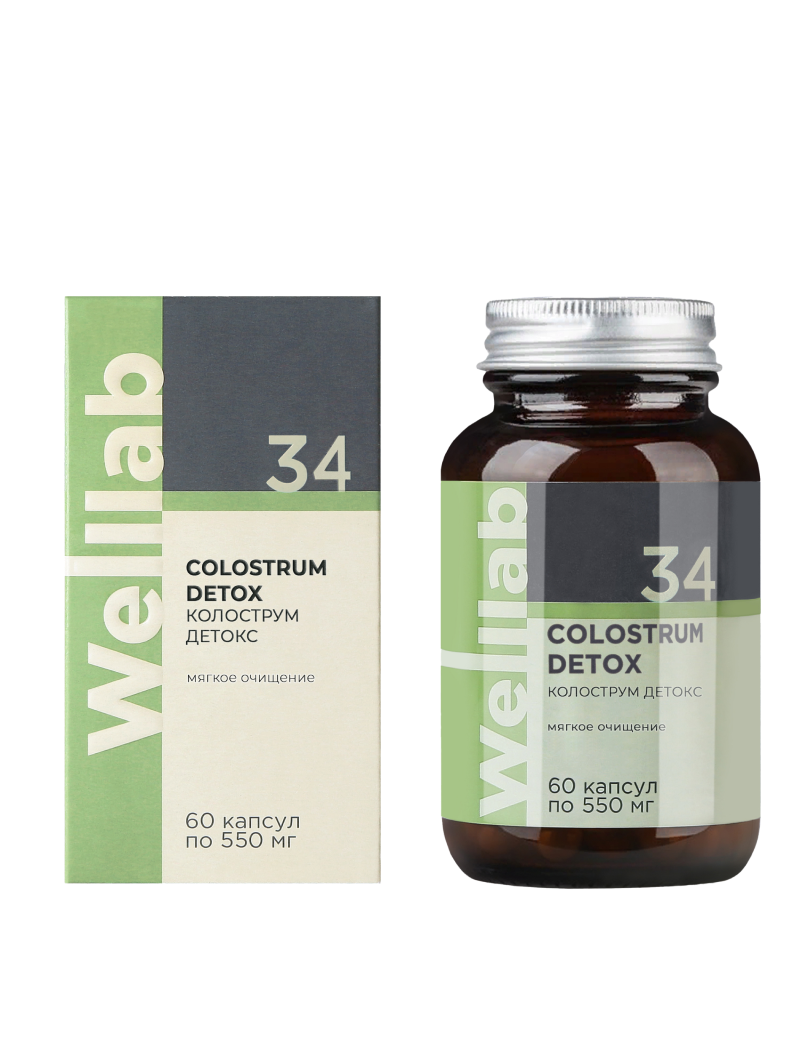 Welllab
34
COLOSTRUM
DETOX
КОЛОСТРУМ
ДЕТОКС
мягкое очищение
60 капсул
по 550 мг
Welllab
34
COLOSTRUM
DETOX
КОЛОСТРУМ ДЕТОКС
мягкое очищение
60 капсул
по 550 мг